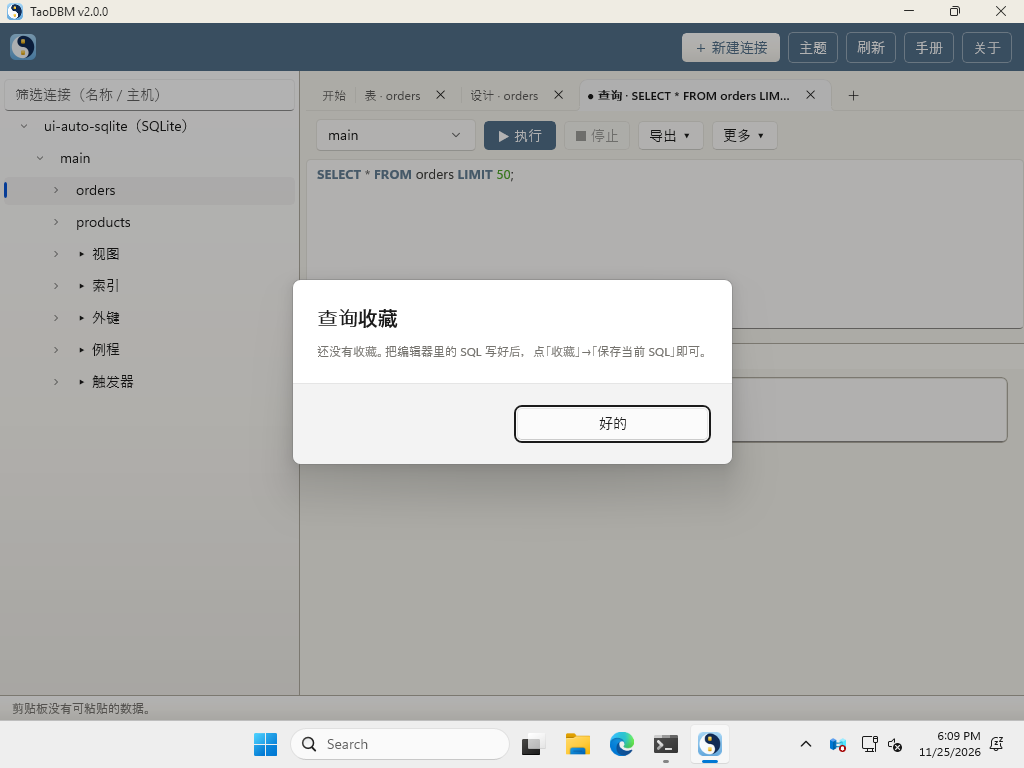 TaoDBM v2.0.0
+ 新建连接
主题
刷新
手册
关于
筛选连接（名称 / 主机）
ui-auto-sqlite（SQLite）
main
orders
products
视图
索引
外键
例程
触发器
开始
表 · orders
设计 · orders
● 查询 · SELECT * FROM orders LIM...
main
执行
停止
导出
更多
SELECT * FROM orders LIMIT 50;
查询收藏
还没有收藏。把编辑器里的 SQL 写好后，点「收藏」→「保存当前 SQL」即可。
好的
剪贴板没有可粘贴的数据。
Search
6:09 PM
11/25/2026